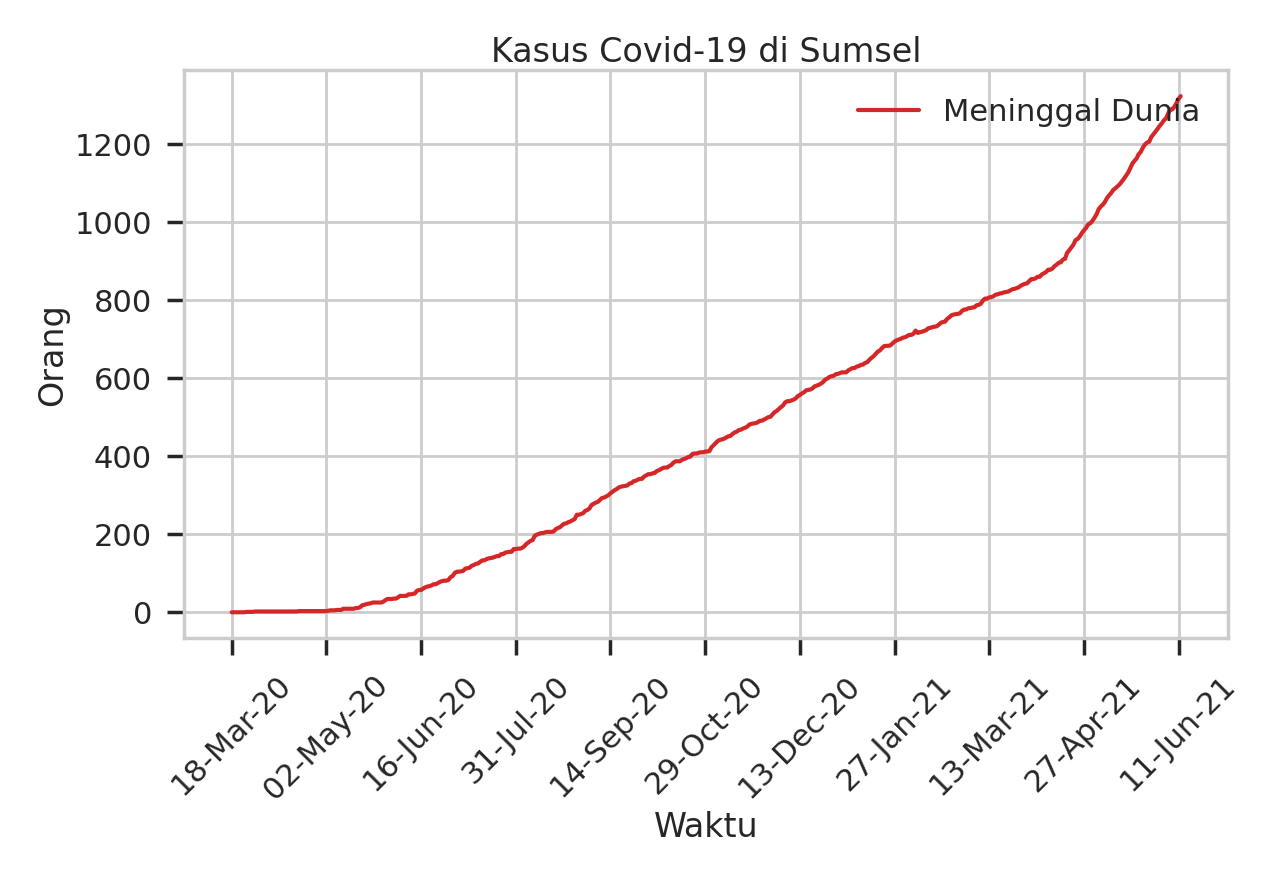 Kasus Covid-19 di Sumsel
Meninggal Dunia
1200
1000
800
600
400
200
0
Orang
18-Mar-20
02-May-20
16-Jun-20
31-Jul-20
14-Sep-20
29-Oct-20
13-Dec-20
27-Jan-21
13-Mar-21
27-Apr-21
11-Jun-21
Waktu